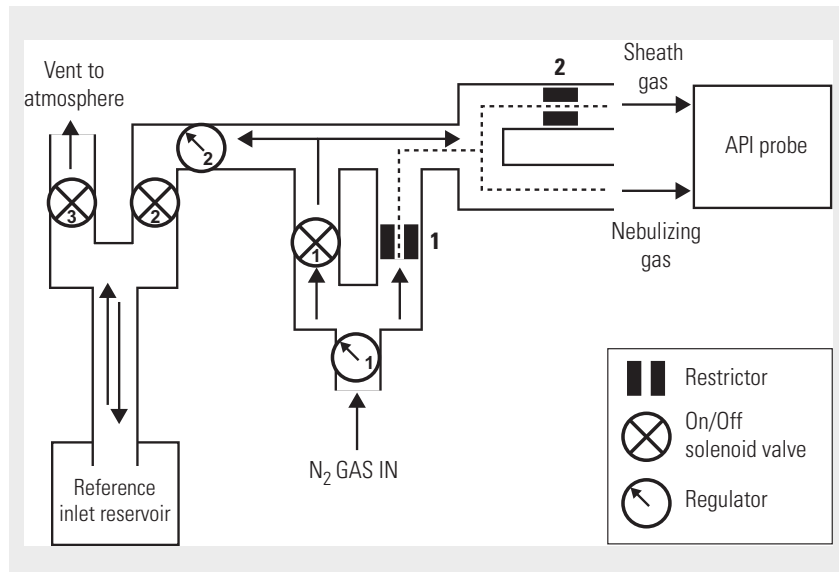 Vent to
atmosphere
2
Sheath
gas
API probe
2
3
2
1
1
Nebulizing
gas
1
N₂ GAS IN
Reference
inlet reservoir
Restrictor
On/Off
solenoid valve
Regulator